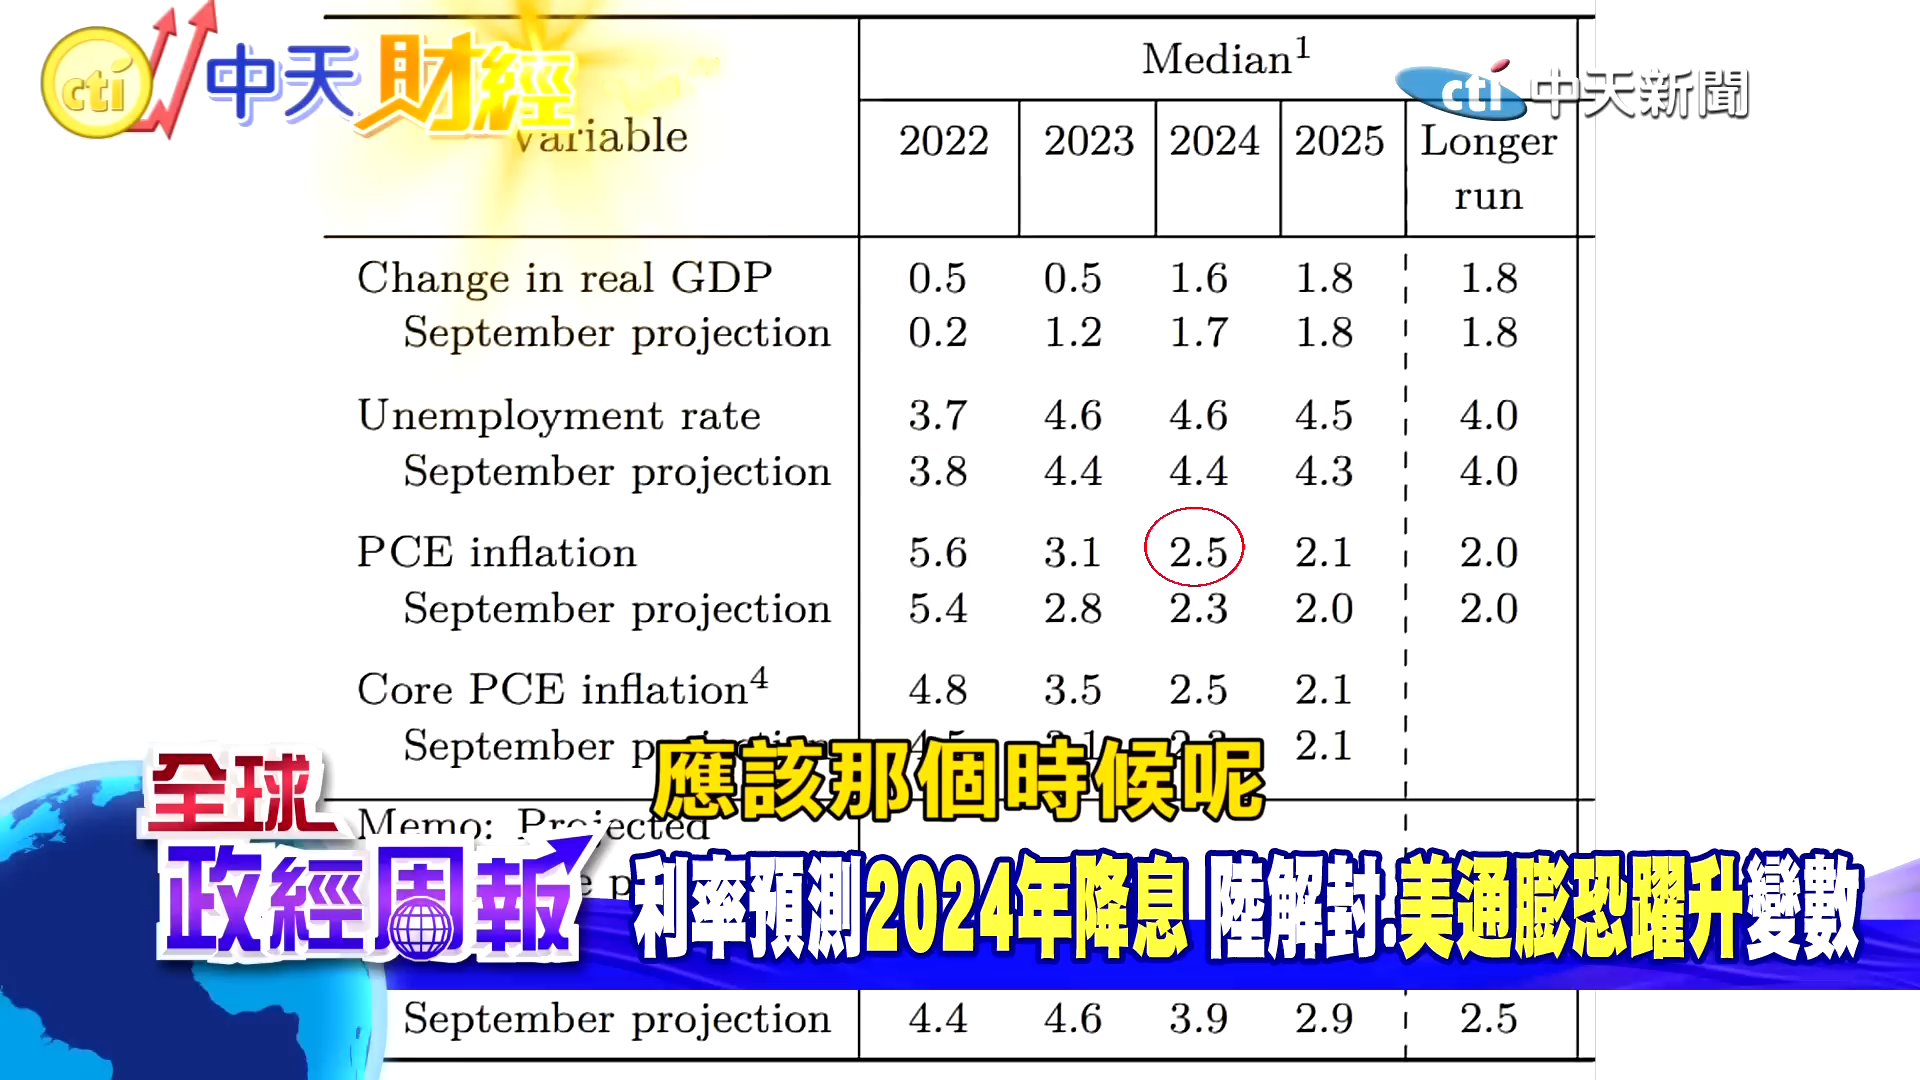 cti 中天財經
cti 中天新聞
Variable
Median¹
2022 2023 2024 2025 Longer run
Change in real GDP 0.5 0.5 1.6 1.8 1.8
September projection 0.2 1.2 1.7 1.8 1.8
Unemployment rate 3.7 4.6 4.6 4.5 4.0
September projection 3.8 4.4 4.4 4.3 4.0
PCE inflation 5.6 3.1 2.5 2.1 2.0
September projection 5.4 2.8 2.3 2.0 2.0
Core PCE inflation⁴ 4.8 3.5 2.5 2.1
September projection 2.1
應該那個時候呢
Memo: Projected
全球
政經周報
利率預測2024年降息 陸解封:美通膨恐躍升變數
September projection 4.4 4.6 3.9 2.9 2.5